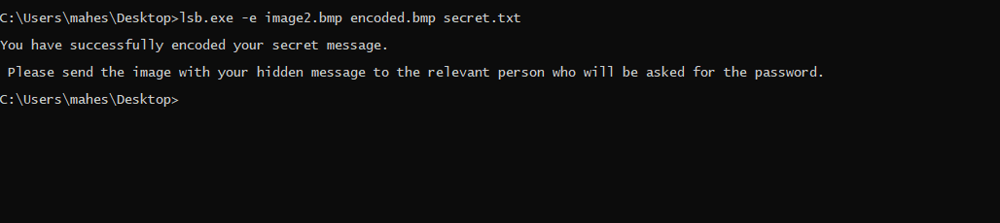 C:\Users\mahes\Desktop>lsb.exe -e image2.bmp encoded.bmp secret.txt
You have successfully encoded your secret message.
Please send the image with your hidden message to the relevant person who will be asked for the password.
C:\Users\mahes\Desktop>